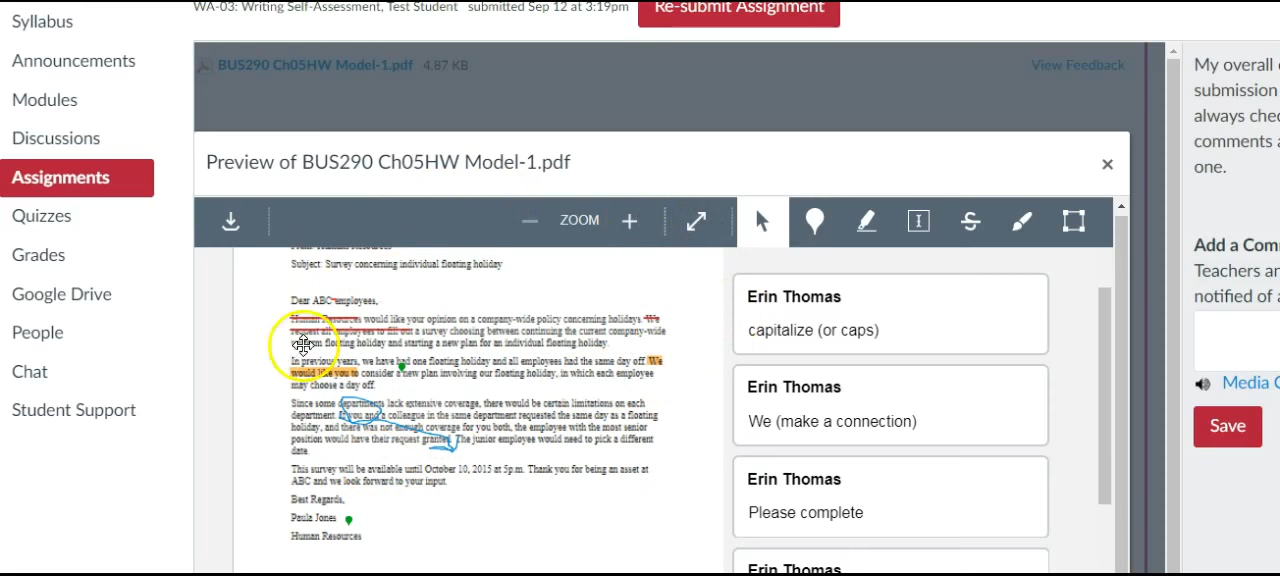 Syllabus
WA-03: Writing Self-Assessment, Test Student submitted Sep 12 at 3:19pm
Re-submit Assignment
Announcements
Modules
Discussions
Assignments
Quizzes
Grades
Google Drive
People
Chat
Student Support
BUS290 Ch05HW Model-1.pdf 4.87 KB
View Feedback
Preview of BUS290 Ch05HW Model-1.pdf
ZOOM
Subject: Survey concerning individual floating holiday
Dear ABC employees,
Human Resources would like your opinion on a company-wide policy concerning holidays. We
request all employees to fill out a survey choosing between continuing the current company-wide
floating holiday and starting a new plan for an individual floating holiday.
In previous years, we have had one floating holiday and all employees had the same day off. We
would like you to consider a new plan involving our floating holiday, in which each employee
may choose a day off.
Since some departments lack extensive coverage, there would be certain limitations on each
department. If you and a colleague in the same department requested the same day as a floating
holiday, and there was not enough coverage for you both, the employee with the most senior
position would have their request granted. The junior employee would need to pick a different
date.
This survey will be available until October 10, 2015 at 5p.m. Thank you for being an asset at
ABC and we look forward to your input.
Best Regards,
Paula Jones
Human Resources
Erin Thomas
capitalize (or caps)
Erin Thomas
We (make a connection)
Erin Thomas
Please complete
Erin Thomas
My overall
submission
always chec
comments a
one.
Add a Com
Teachers an
notified of a
Media C
Save